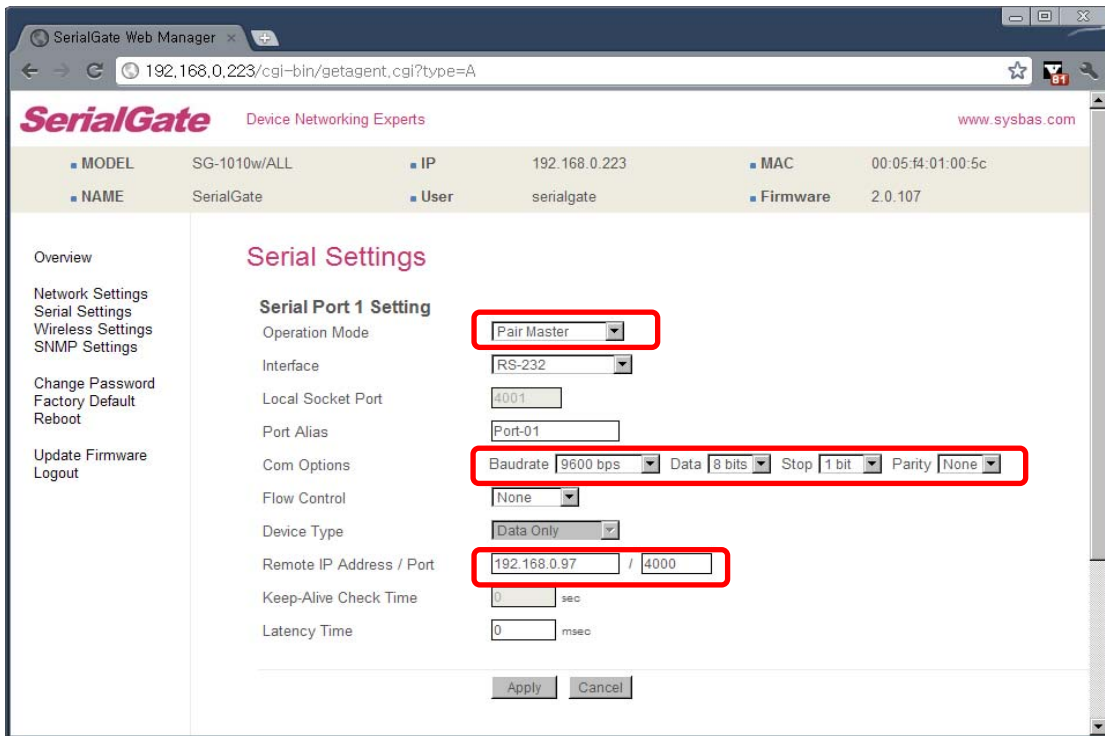 SerialGate Web Manager
192.168.0.223/cgi-bin/getagent.cgi?type=A
81
SerialGate Device Networking Experts www.sysbas.com
MODEL SG-1010w/ALL IP 192.168.0.223 MAC 00:05:f4:01:00:5c
NAME SerialGate User serialgate Firmware 2.0.107
Overview
Network Settings
Serial Settings
Wireless Settings
SNMP Settings
Change Password
Factory Default
Reboot
Update Firmware
Logout
Serial Settings
Serial Port 1 Setting
Operation Mode Pair Master
Interface RS-232
Local Socket Port 4001
Port Alias Port-01
Com Options Baudrate 9600 bps Data 8 bits Stop 1 bit Parity None
Flow Control None
Device Type Data Only
Remote IP Address / Port 192.168.0.97 / 4000
Keep-Alive Check Time 0 sec
Latency Time 0 msec
Apply Cancel